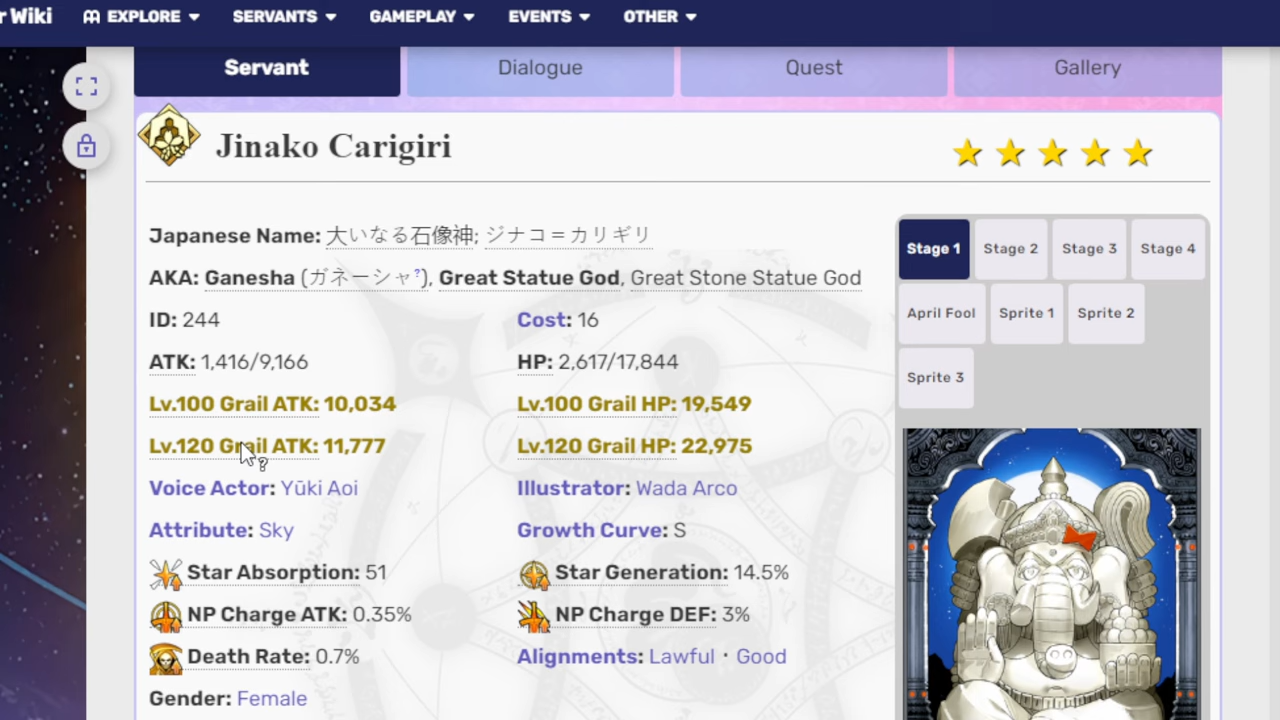 r Wiki EXPLORE SERVANTS GAMEPLAY EVENTS OTHER
Servant Dialogue Quest Gallery
Jinako Carigiri
Japanese Name: 大いなる石像神; ジナコ＝カリギリ
AKA: Ganesha (ガネーシャ?), Great Statue God, Great Stone Statue God
ID: 244 Cost: 16
ATK: 1,416/9,166 HP: 2,617/17,844
Lv.100 Grail ATK: 10,034 Lv.100 Grail HP: 19,549
Lv.120 Grail ATK: 11,777 Lv.120 Grail HP: 22,975
Voice Actor: Yūki Aoi Illustrator: Wada Arco
Attribute: Sky Growth Curve: S
Star Absorption: 51 Star Generation: 14.5%
NP Charge ATK: 0.35% NP Charge DEF: 3%
Death Rate: 0.7% Alignments: Lawful・Good
Gender: Female
Stage 1 Stage 2 Stage 3 Stage 4
April Fool Sprite 1 Sprite 2
Sprite 3